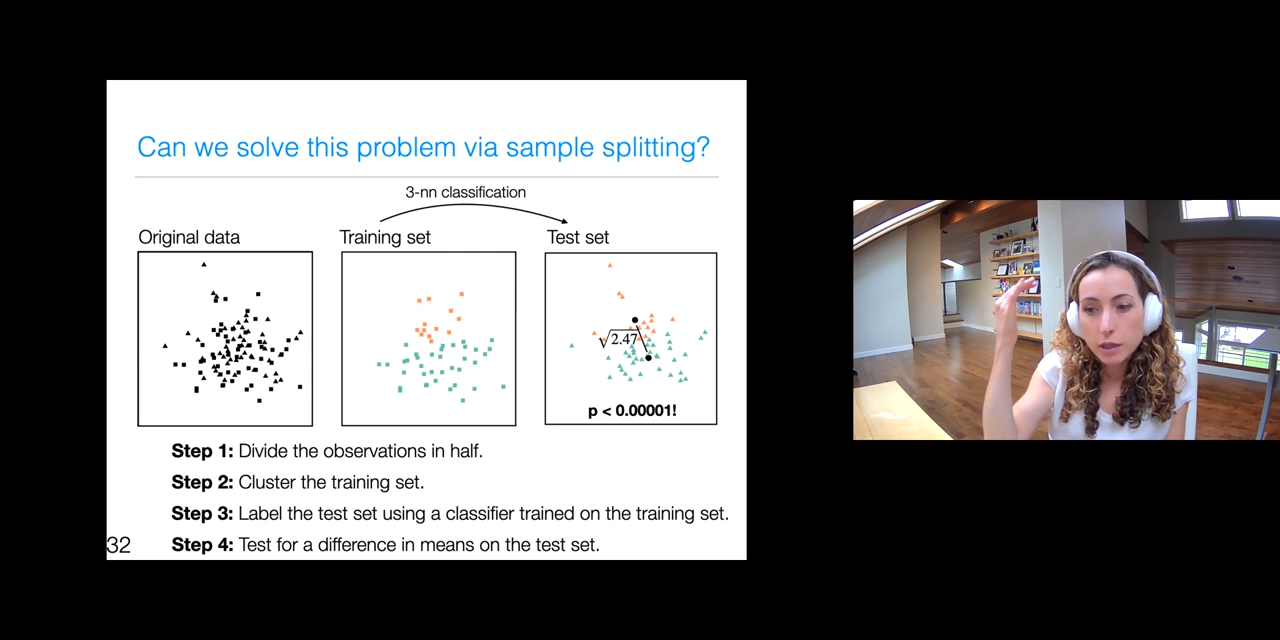 Can we solve this problem via sample splitting?
3-nn classification
Original data
Training set
Test set
√2.47
p < 0.00001!
Step 1: Divide the observations in half.
Step 2: Cluster the training set.
Step 3: Label the test set using a classifier trained on the training set.
32
Step 4: Test for a difference in means on the test set.